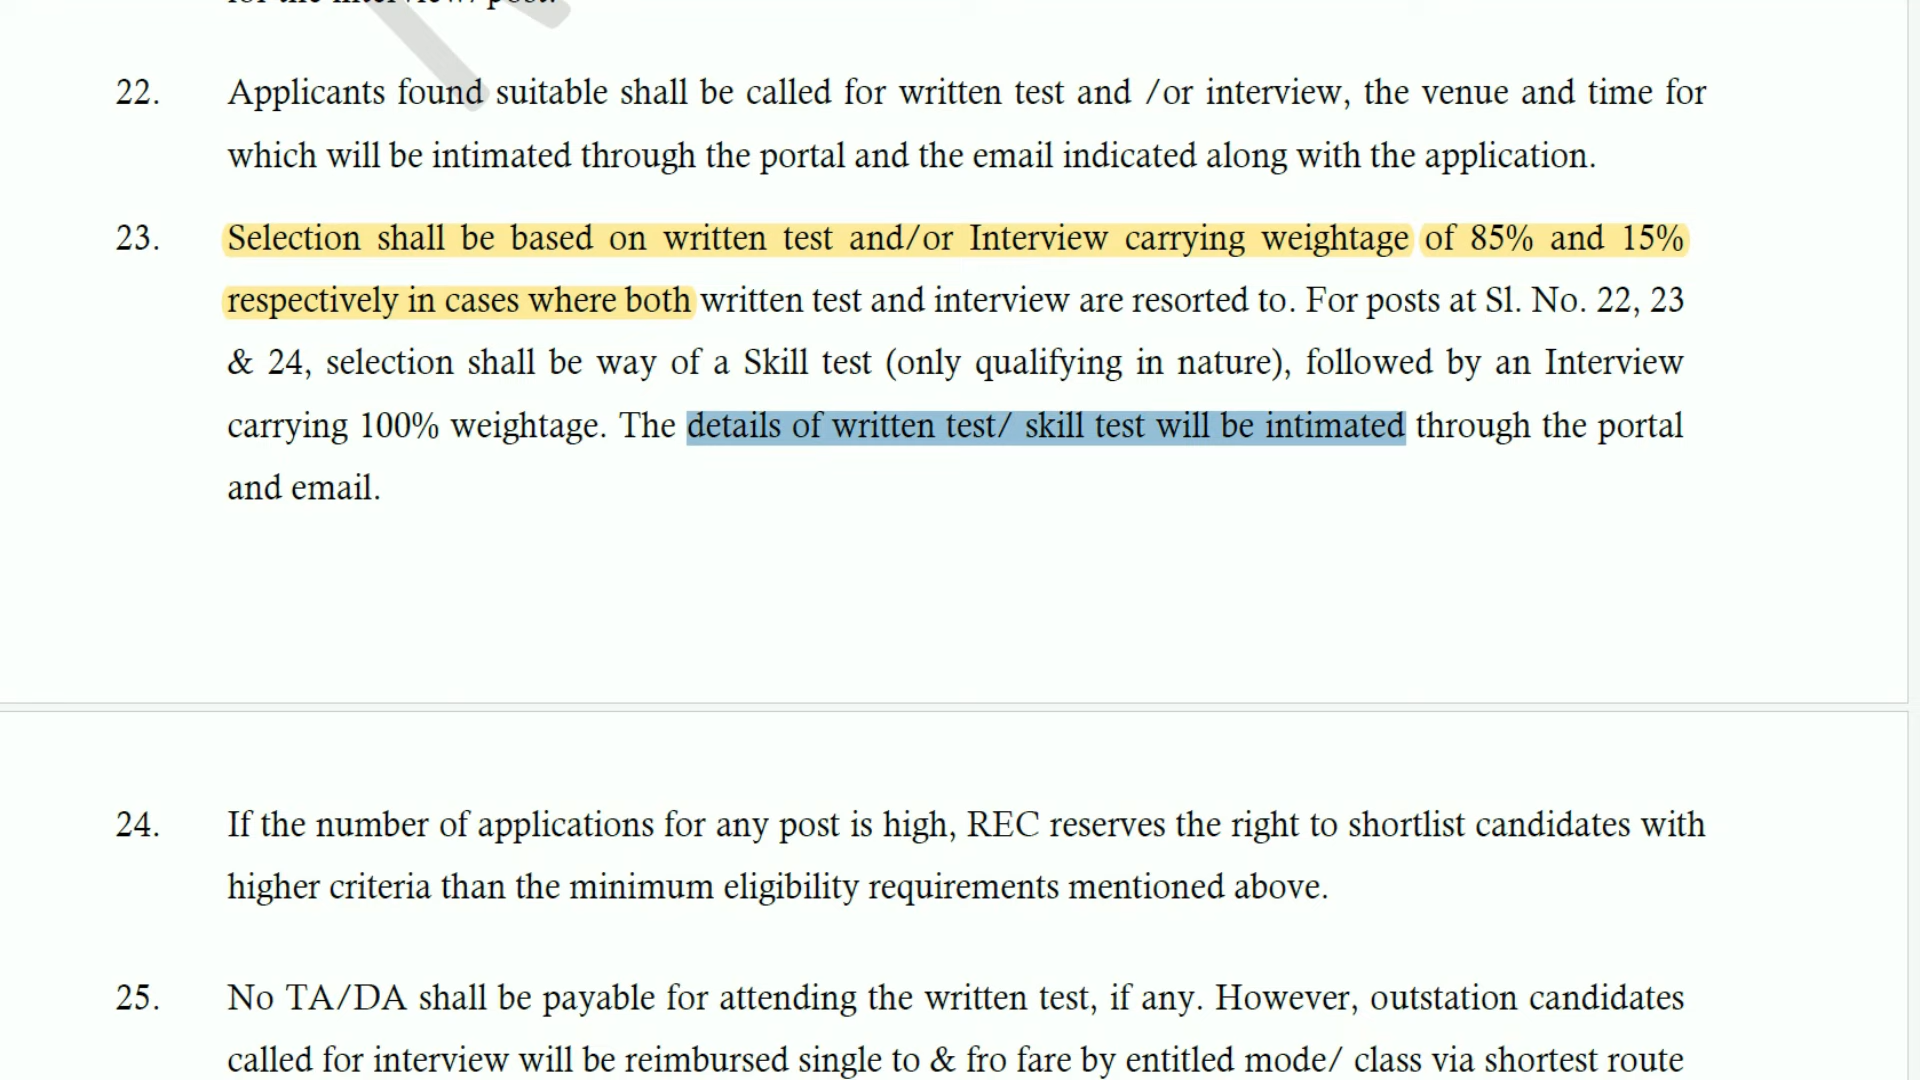 for the interview/post.
22. Applicants found suitable shall be called for written test and /or interview, the venue and time for
which will be intimated through the portal and the email indicated along with the application.
23. Selection shall be based on written test and/or Interview carrying weightage of 85% and 15%
respectively in cases where both written test and interview are resorted to. For posts at Sl. No. 22, 23
& 24, selection shall be way of a Skill test (only qualifying in nature), followed by an Interview
carrying 100% weightage. The details of written test/ skill test will be intimated through the portal
and email.
24. If the number of applications for any post is high, REC reserves the right to shortlist candidates with
higher criteria than the minimum eligibility requirements mentioned above.
25. No TA/DA shall be payable for attending the written test, if any. However, outstation candidates
called for interview will be reimbursed single to & fro fare by entitled mode/ class via shortest route